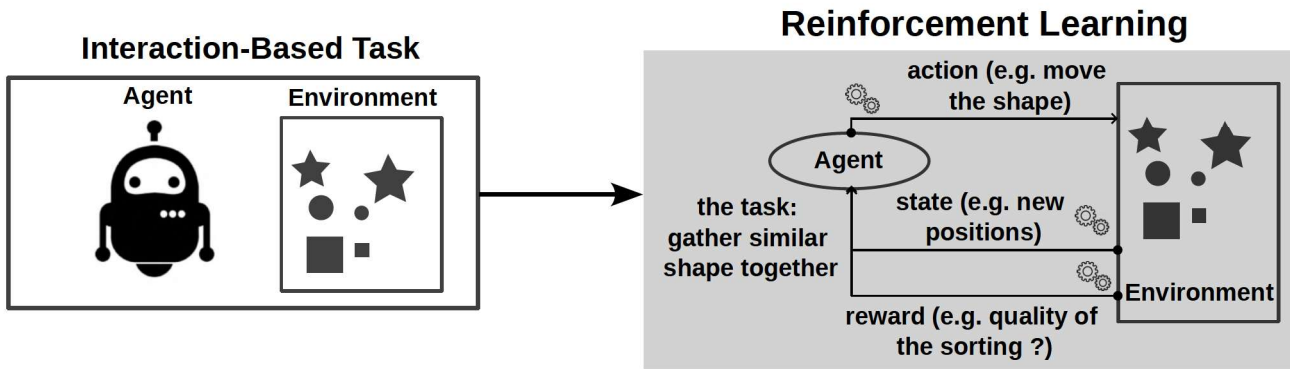 Interaction-Based Task
Agent
Environment
Reinforcement Learning
action (e.g. move
the shape)
Agent
the task:
gather similar
shape together
state (e.g. new
positions)
Environment
reward (e.g. quality of
the sorting ?)